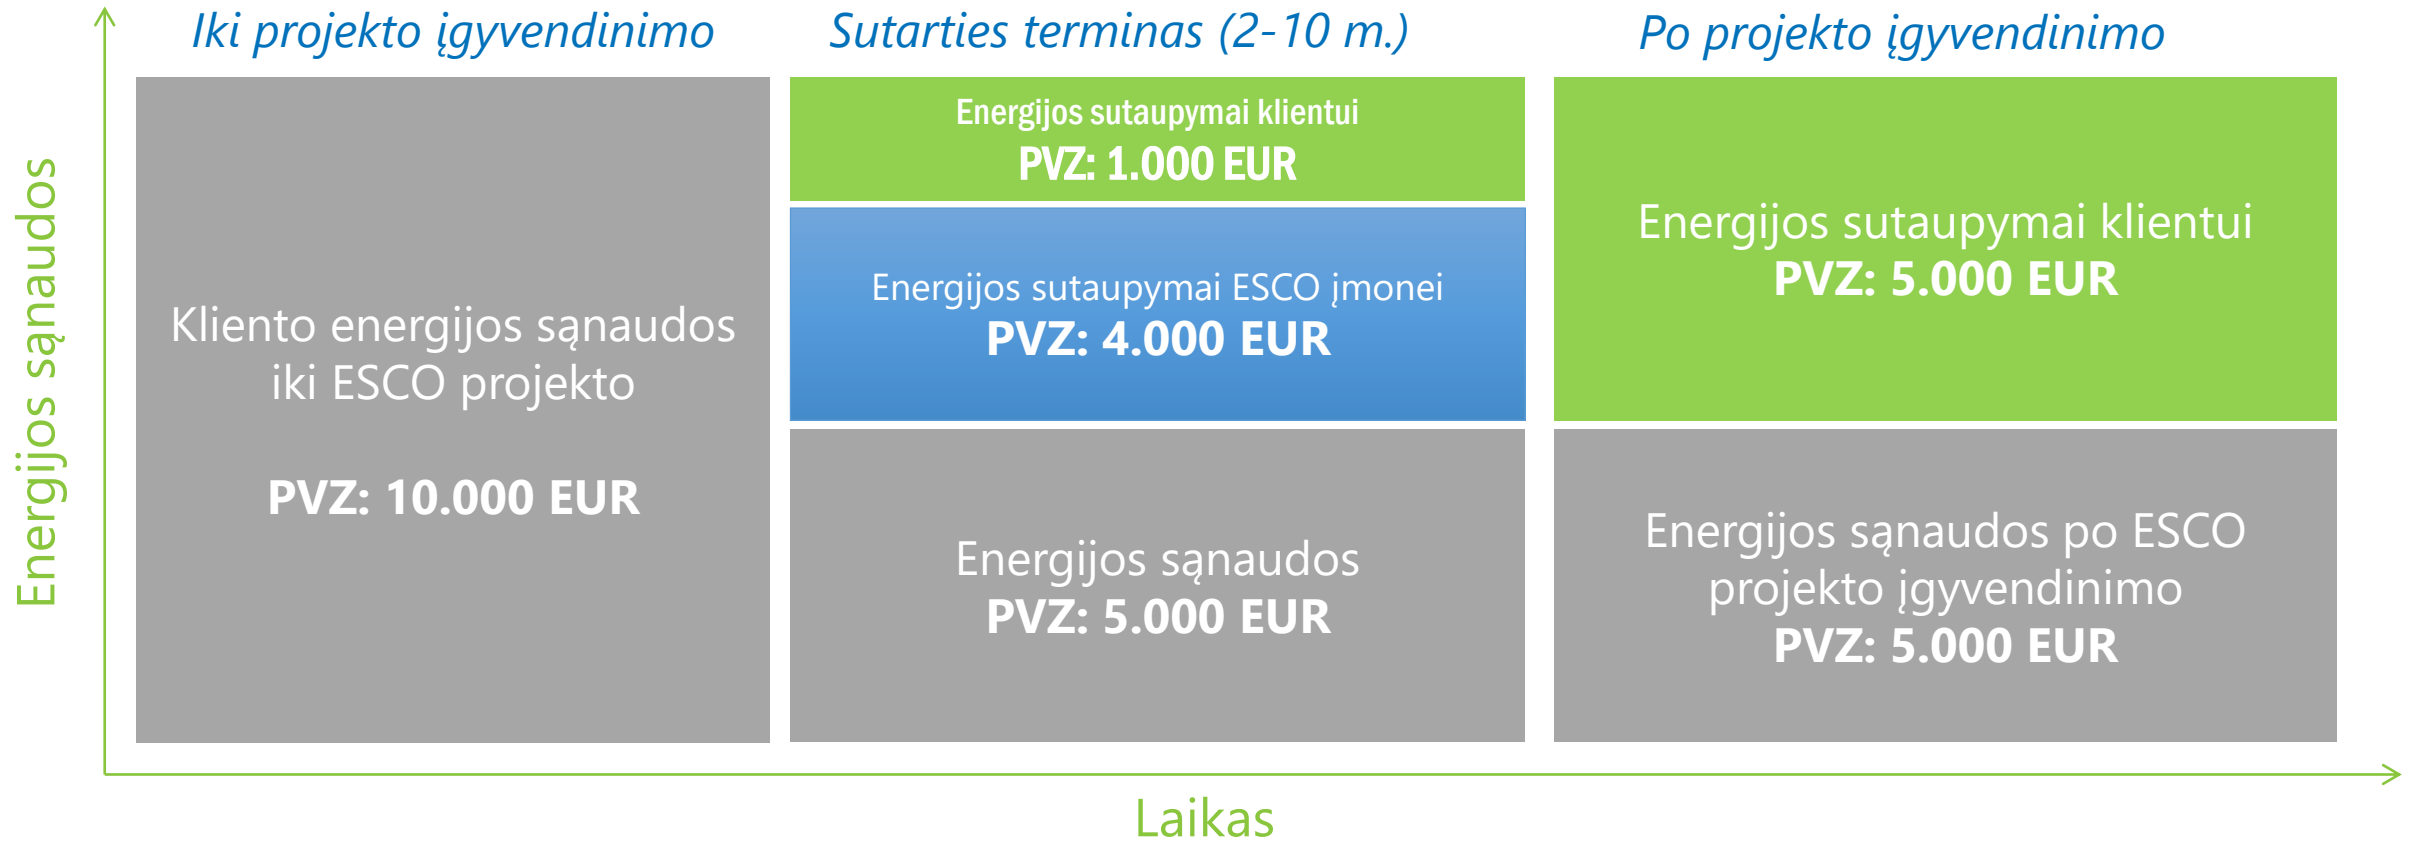 Energijos sąnaudos
Iki projekto įgyvendinimo
Kliento energijos sąnaudos
iki ESCO projekto
PVZ: 10.000 EUR
Sutarties terminas (2-10 m.)
Energijos sutaupymai klientui
PVZ: 1.000 EUR
Energijos sutaupymai ESCO įmonei
PVZ: 4.000 EUR
Energijos sąnaudos
PVZ: 5.000 EUR
Po projekto įgyvendinimo
Energijos sutaupymai klientui
PVZ: 5.000 EUR
Energijos sąnaudos po ESCO
projekto įgyvendinimo
PVZ: 5.000 EUR
Laikas